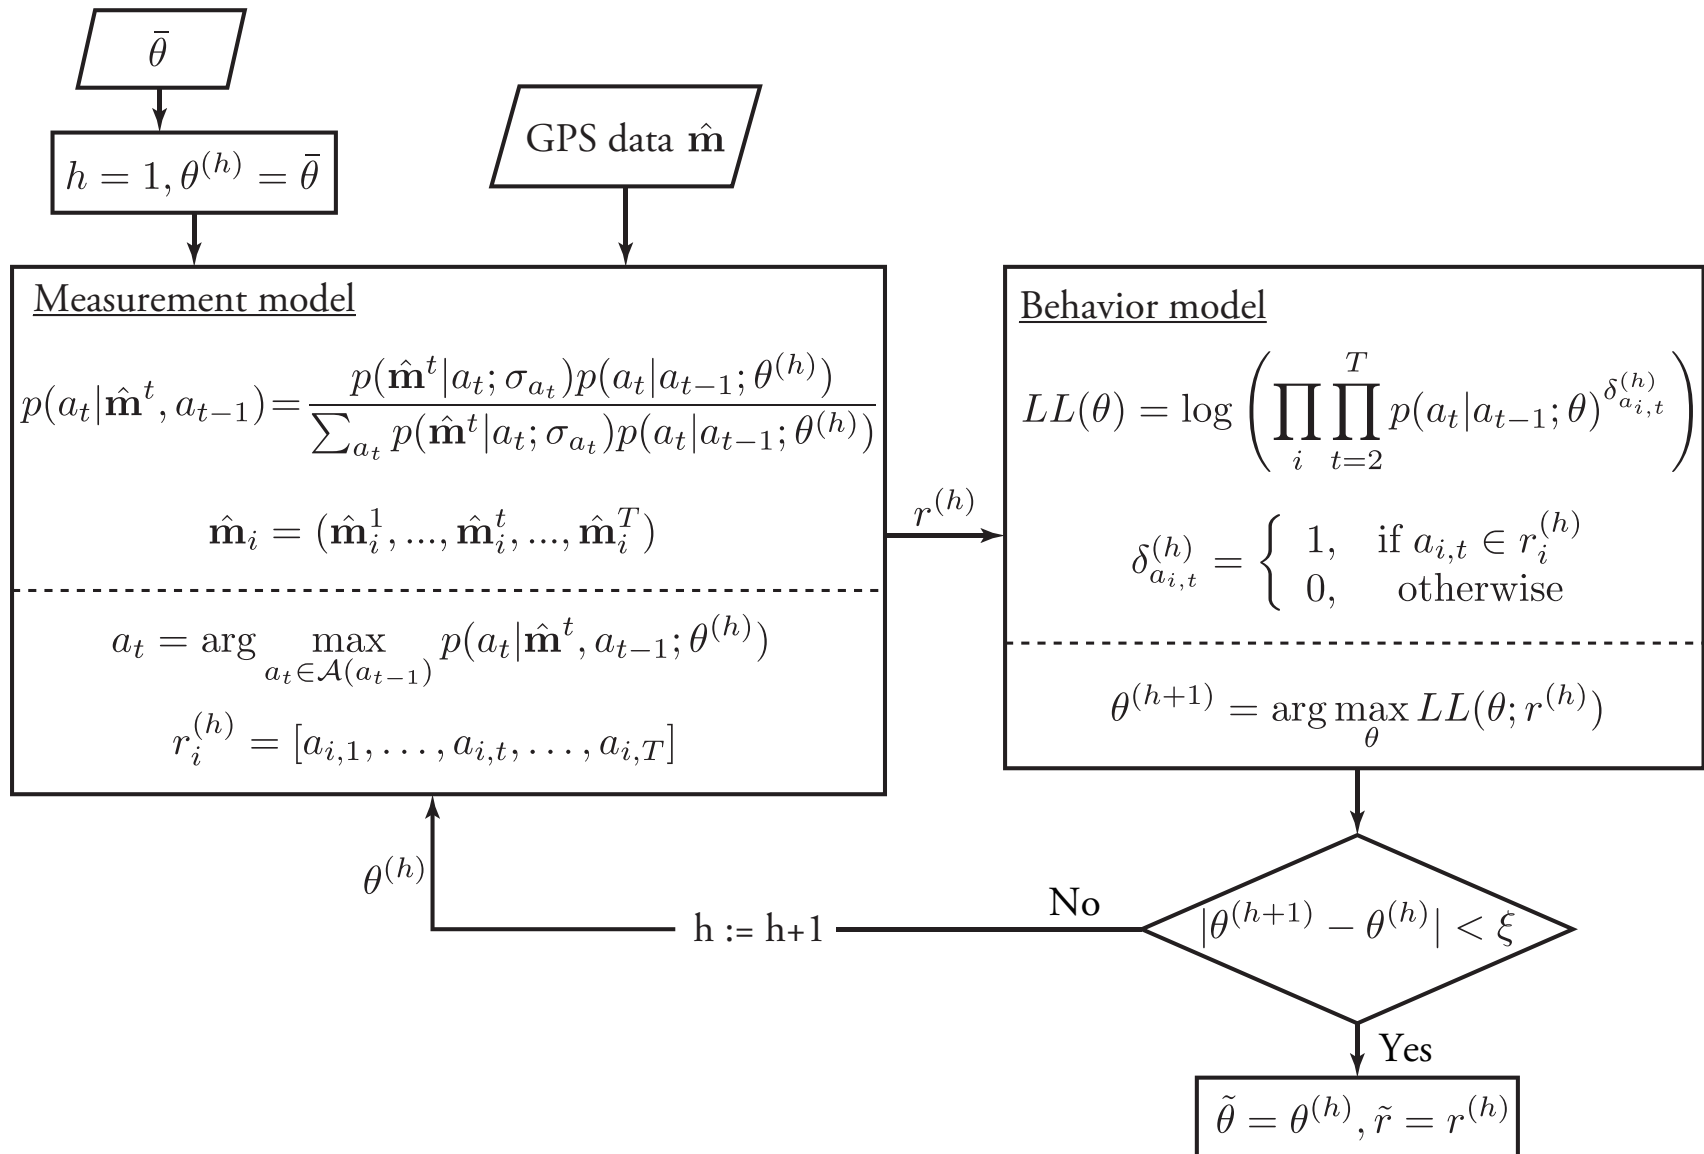 θ̄
h = 1, θ^(h) = θ̄
GPS data m̂
Measurement model
p(a_t|m̂^t, a_{t−1}) = \frac{p(m̂^t|a_t; σ_{a_t})p(a_t|a_{t−1}; θ^(h))}{∑_{a_t} p(m̂^t|a_t; σ_{a_t})p(a_t|a_{t−1}; θ^(h))}
m̂_i = (m̂_i^1, ..., m̂_i^t, ..., m̂_i^T)
a_t = arg max_{a_t∈𝒜(a_{t−1})} p(a_t|m̂^t, a_{t−1}; θ^(h))
r_i^(h) = [a_{i,1}, . . . , a_{i,t}, . . . , a_{i,T}]
r^(h)
Behavior model
LL(θ) = log ( ∏_i ∏_{t=2}^T p(a_t|a_{t−1}; θ)^{δ_{a_{i,t}}^(h)} )
δ_{a_{i,t}}^(h) = { 1, if a_{i,t} ∈ r_i^(h)
0, otherwise
θ^(h+1) = arg max_θ LL(θ; r^(h))
θ^(h)
h := h+1
No
|θ^(h+1) − θ^(h)| < ξ
Yes
θ̃ = θ^(h), r̃ = r^(h)